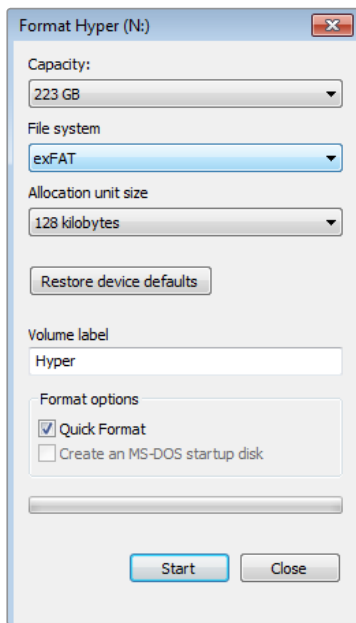 Format Hyper (N:)
Capacity:
223 GB
File system
exFAT
Allocation unit size
128 kilobytes
Restore device defaults
Volume label
Hyper
Format options
Quick Format
Create an MS-DOS startup disk
Start Close